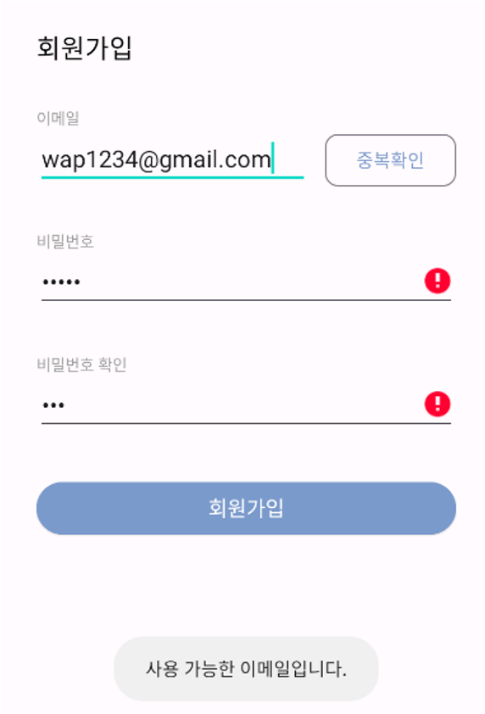 회원가입
이메일
wap1234@gmail.com
중복확인
비밀번호
•••••
비밀번호 확인
•••
회원가입
사용 가능한 이메일입니다.